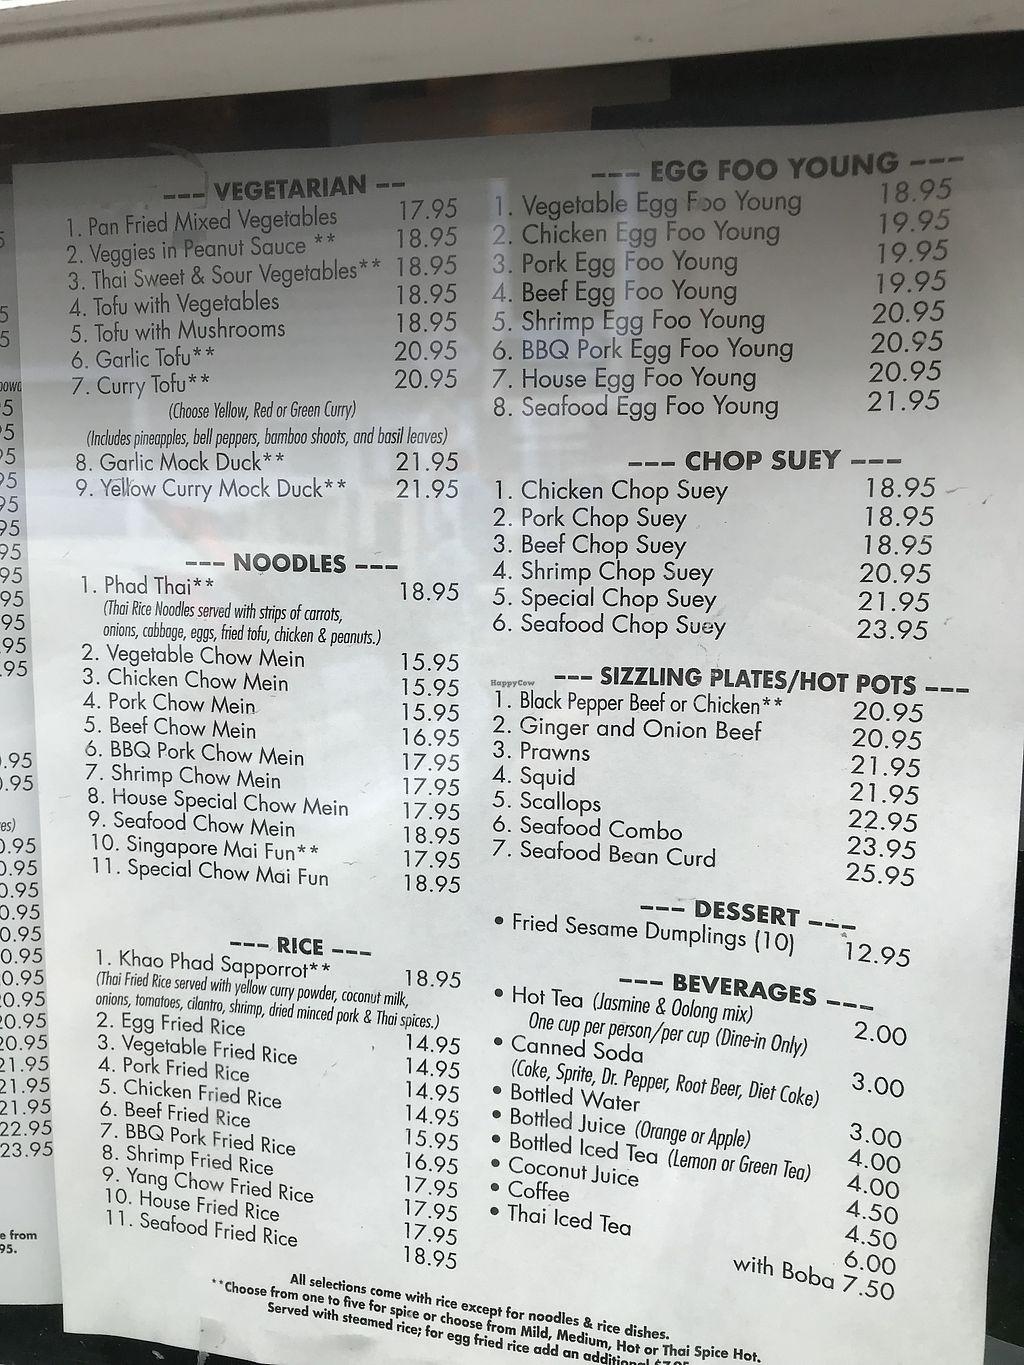 --- VEGETARIAN --
1. Pan Fried Mixed Vegetables 17.95
2. Veggies in Peanut Sauce ** 18.95
3. Thai Sweet & Sour Vegetables** 18.95
4. Tofu with Vegetables 18.95
5. Tofu with Mushrooms 18.95
6. Garlic Tofu** 20.95
7. Curry Tofu** 20.95
(Choose Yellow, Red or Green Curry)
(Includes pineapples, bell peppers, bamboo shoots, and basil leaves)
8. Garlic Mock Duck** 21.95
9. Yellow Curry Mock Duck** 21.95
--- NOODLES ---
1. Phad Thai** 18.95
(Thai Rice Noodles served with strips of carrots,
onions, cabbage, eggs, fried tofu, chicken & peanuts.)
2. Vegetable Chow Mein 15.95
3. Chicken Chow Mein 15.95
4. Pork Chow Mein 15.95
5. Beef Chow Mein 16.95
6. BBQ Pork Chow Mein 17.95
7. Shrimp Chow Mein 17.95
8. House Special Chow Mein 17.95
9. Seafood Chow Mein 18.95
10. Singapore Mai Fun** 17.95
11. Special Chow Mai Fun 18.95
--- RICE ---
1. Khao Phad Sapporrot** 18.95
(Thai Fried Rice served with yellow curry powder, coconut milk,
onions, tomatoes, cilantro, shrimp, dried minced pork & Thai spices.)
2. Egg Fried Rice 14.95
3. Vegetable Fried Rice 14.95
4. Pork Fried Rice 14.95
5. Chicken Fried Rice 14.95
6. Beef Fried Rice 15.95
7. BBQ Pork Fried Rice 16.95
8. Shrimp Fried Rice 17.95
9. Yang Chow Fried Rice 17.95
10. House Fried Rice 17.95
11. Seafood Fried Rice 18.95
--- EGG FOO YOUNG ---
1. Vegetable Egg Foo Young 18.95
2. Chicken Egg Foo Young 19.95
3. Pork Egg Foo Young 19.95
4. Beef Egg Foo Young 19.95
5. Shrimp Egg Foo Young 20.95
6. BBQ Pork Egg Foo Young 20.95
7. House Egg Foo Young 20.95
8. Seafood Egg Foo Young 21.95
--- CHOP SUEY ---
1. Chicken Chop Suey 18.95
2. Pork Chop Suey 18.95
3. Beef Chop Suey 18.95
4. Shrimp Chop Suey 20.95
5. Special Chop Suey 21.95
6. Seafood Chop Suey 23.95
HappyCow
--- SIZZLING PLATES/HOT POTS ---
1. Black Pepper Beef or Chicken** 20.95
2. Ginger and Onion Beef 20.95
3. Prawns 21.95
4. Squid 21.95
5. Scallops 22.95
6. Seafood Combo 23.95
7. Seafood Bean Curd 25.95
--- DESSERT ---
• Fried Sesame Dumplings (10) 12.95
--- BEVERAGES ---
• Hot Tea (Jasmine & Oolong mix) 2.00
One cup per person/per cup (Dine-in Only)
• Canned Soda 3.00
(Coke, Sprite, Dr. Pepper, Root Beer, Diet Coke)
• Bottled Water 3.00
• Bottled Juice (Orange or Apple) 4.00
• Bottled Iced Tea (Lemon or Green Tea) 4.00
• Coconut Juice 4.50
• Coffee 4.50
• Thai Iced Tea 6.00
with Boba 7.50
All selections come with rice except for noodles & rice dishes.
**Choose from one to five for spice or choose from Mild, Medium, Hot or Thai Spice Hot.
Served with steamed rice; for egg fried rice add an additional